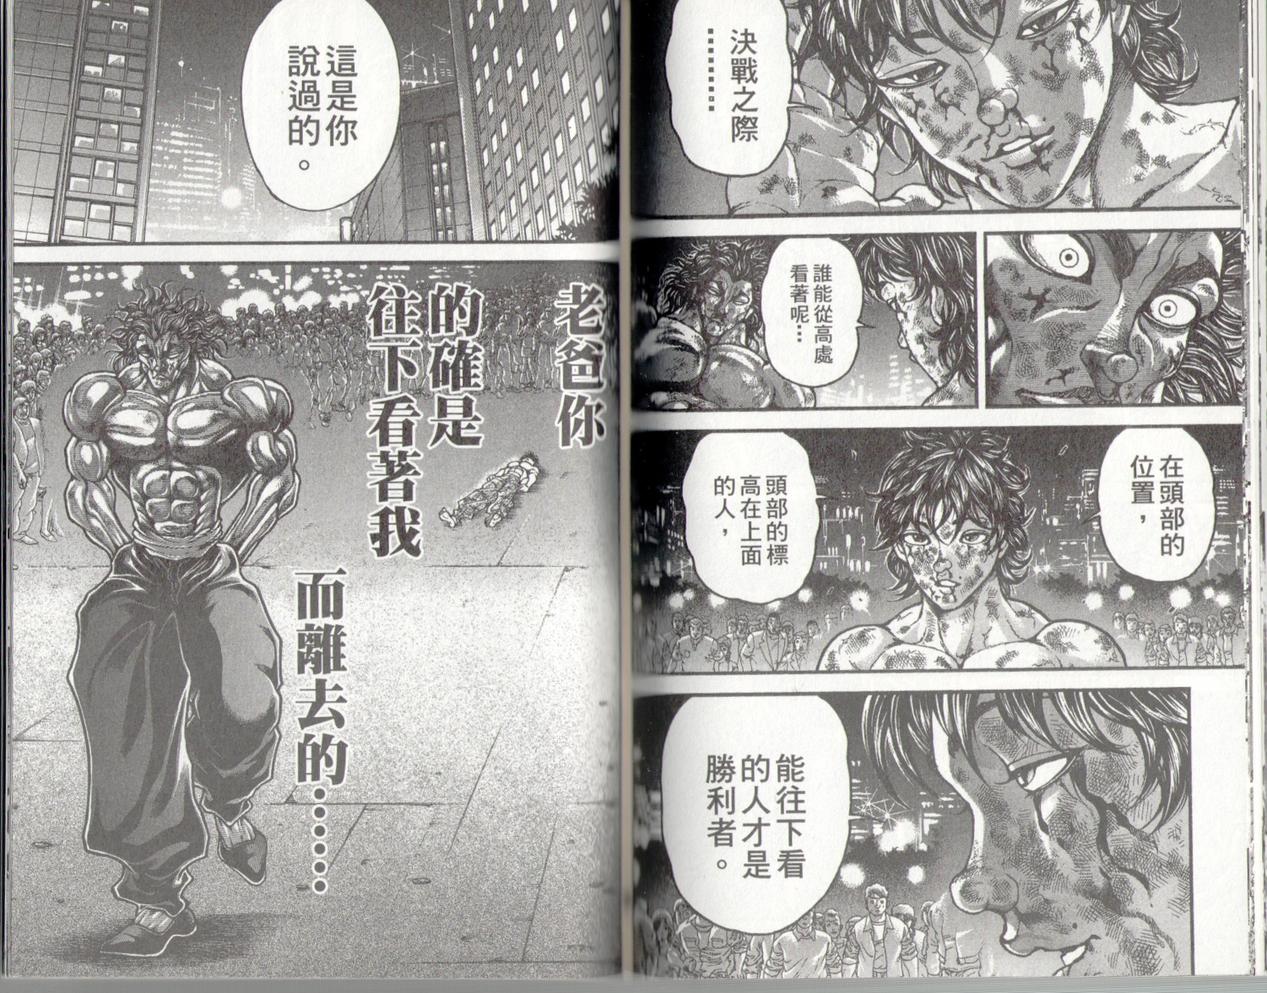 決戰之際
⋯⋯⋯⋯
誰能從高處
看著呢⋯
在頭部的
位置，
頭部的標
高在上面
的人，
能往下看
的人才是
勝利者。
這是你
說過的。
老爸你
的確是
往下看著我
而離去的⋯⋯⋯